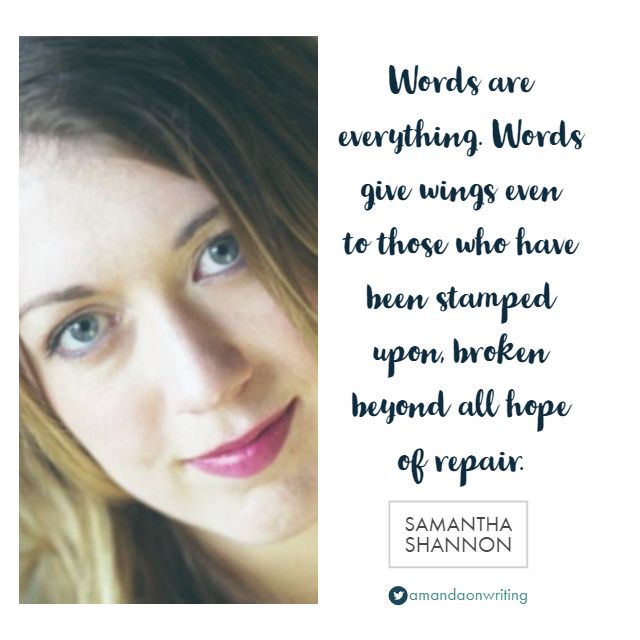 Words are
everything. Words
give wings even
to those who have
been stamped
upon, broken
beyond all hope
of repair.
SAMANTHA
SHANNON
amandaonwriting